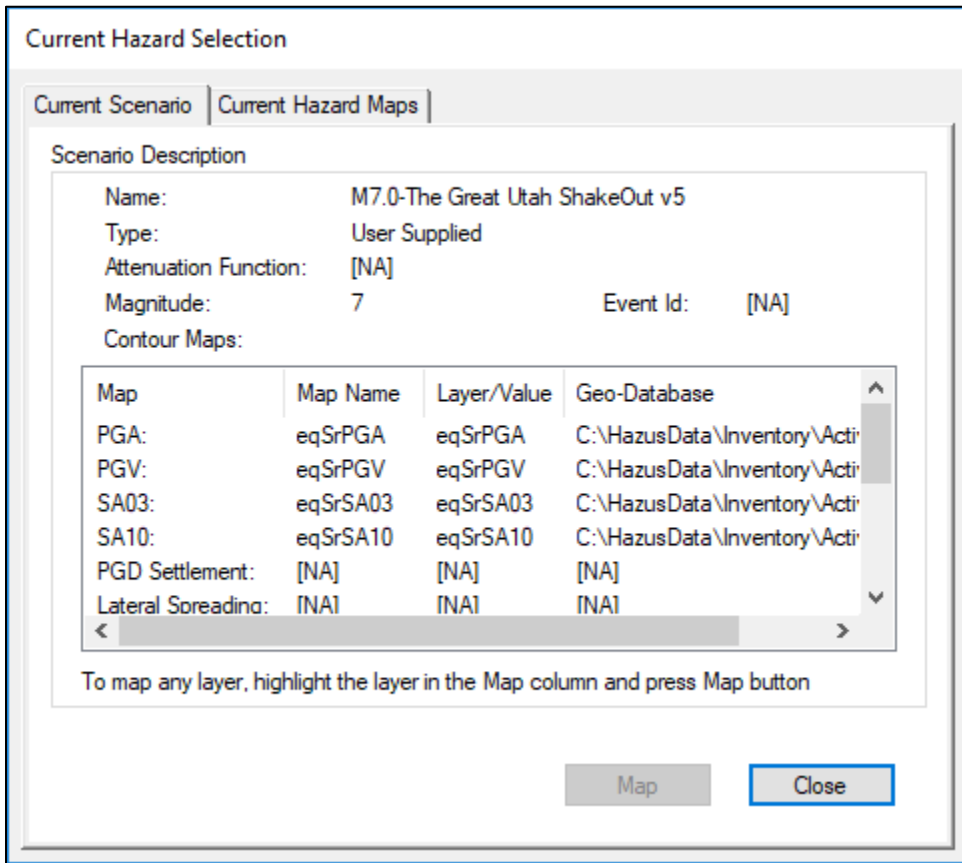 Current Hazard Selection
Current Scenario Current Hazard Maps
Scenario Description
Name: M7.0-The Great Utah ShakeOut v5
Type: User Supplied
Attenuation Function: [NA]
Magnitude: 7 Event Id: [NA]
Contour Maps:
Map Map Name Layer/Value Geo-Database
PGA: eqSrPGA eqSrPGA C:\HazusData\Inventory\Activ
PGV: eqSrPGV eqSrPGV C:\HazusData\Inventory\Activ
SA03: eqSrSA03 eqSrSA03 C:\HazusData\Inventory\Activ
SA10: eqSrSA10 eqSrSA10 C:\HazusData\Inventory\Activ
PGD Settlement: [NA] [NA] [NA]
Lateral Spreading: [NA] [NA] [NA]
To map any layer, highlight the layer in the Map column and press Map button
Map Close